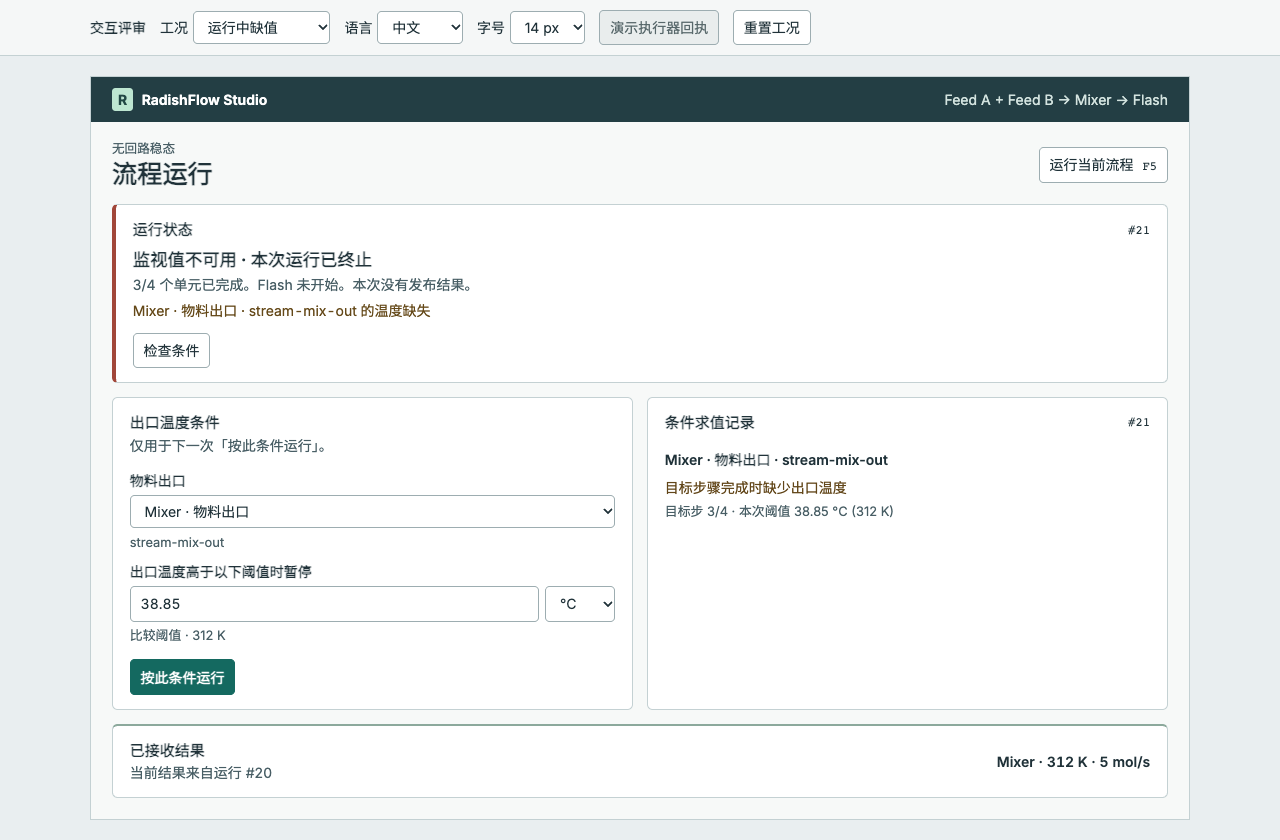 交互评审 工况 运行中缺值 语言 中文 字号 14 px 演示执行器回执 重置工况
R RadishFlow Studio Feed A + Feed B → Mixer → Flash
无回路稳态
流程运行
运行当前流程 F5
运行状态 #21
监视值不可用 · 本次运行已终止
3/4 个单元已完成。Flash 未开始。本次没有发布结果。
Mixer · 物料出口 · stream-mix-out 的温度缺失
检查条件
出口温度条件
仅用于下一次「按此条件运行」。
物料出口
Mixer · 物料出口
stream-mix-out
出口温度高于以下阈值时暂停
38.85 °C
比较阈值 · 312 K
按此条件运行
条件求值记录 #21
Mixer · 物料出口 · stream-mix-out
目标步骤完成时缺少出口温度
目标步 3/4 · 本次阈值 38.85 °C (312 K)
已接收结果
当前结果来自运行 #20
Mixer · 312 K · 5 mol/s